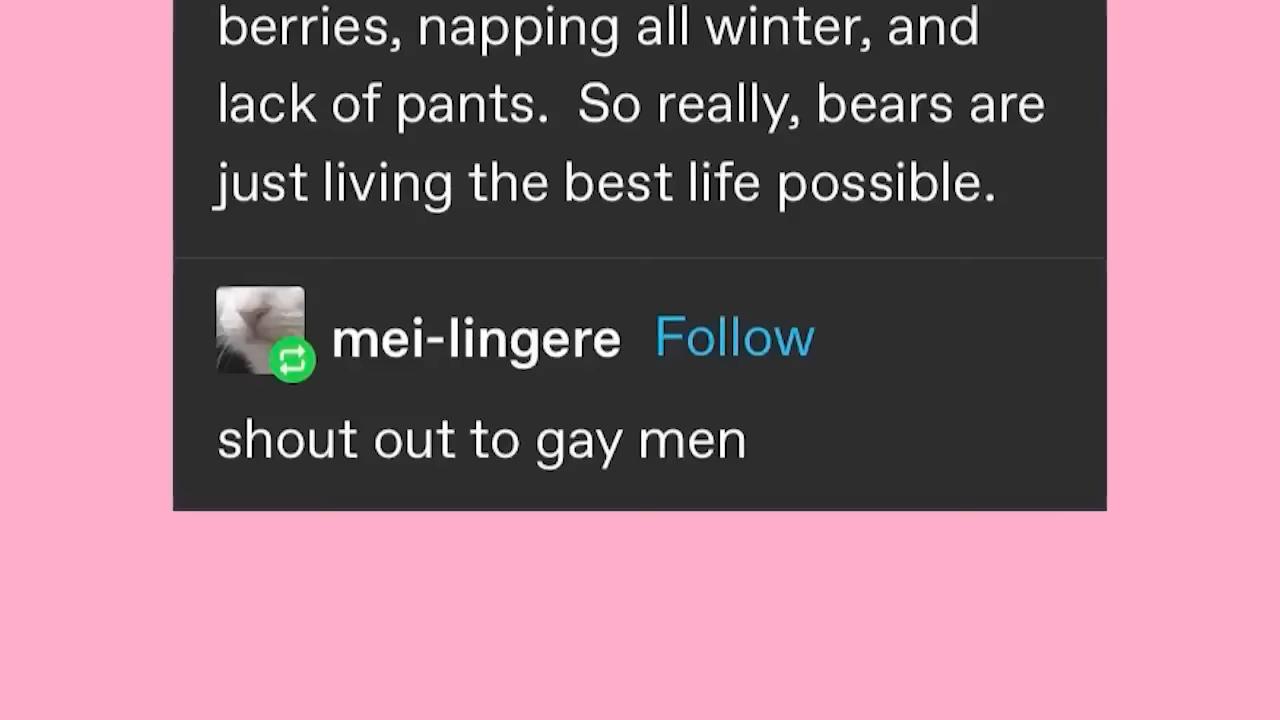 berries, napping all winter, and
lack of pants.  So really, bears are
just living the best life possible.
mei-lingere Follow
shout out to gay men